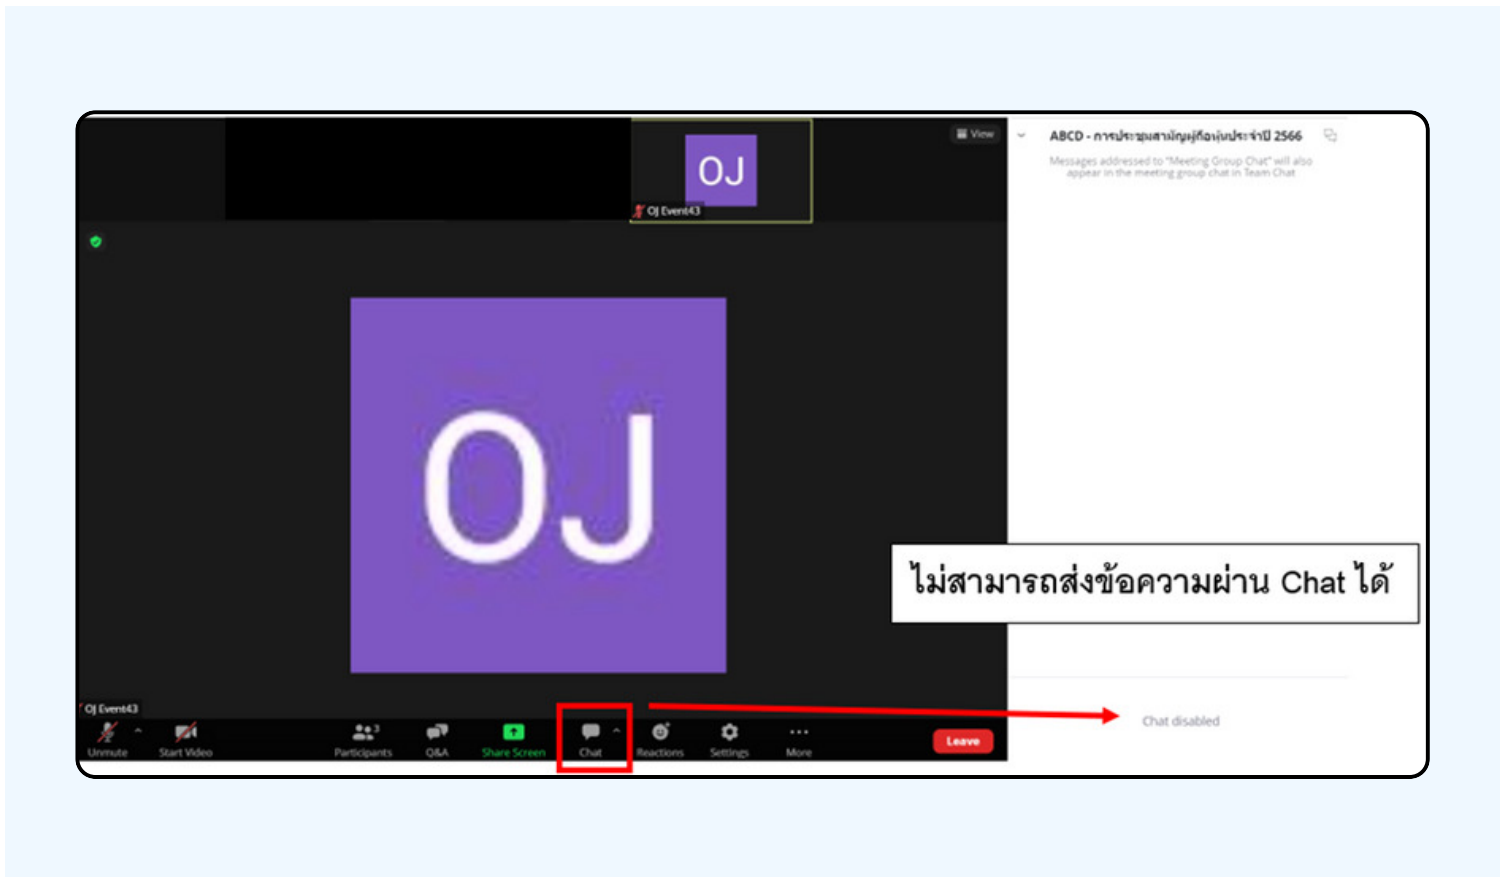 OJ
OJ Event43
View
ABCD - การประชุมสามัญผู้ถือหุ้นประจำปี 2566
Messages addressed to "Meeting Group Chat" will also
appear in the meeting group chat in Team Chat
OJ
ไม่สามารถส่งข้อความผ่าน Chat ได้
OJ Event43
Unmute
Start Video
3
Participants
Q&A
Share Screen
Chat
Reactions
Settings
More
Leave
Chat disabled